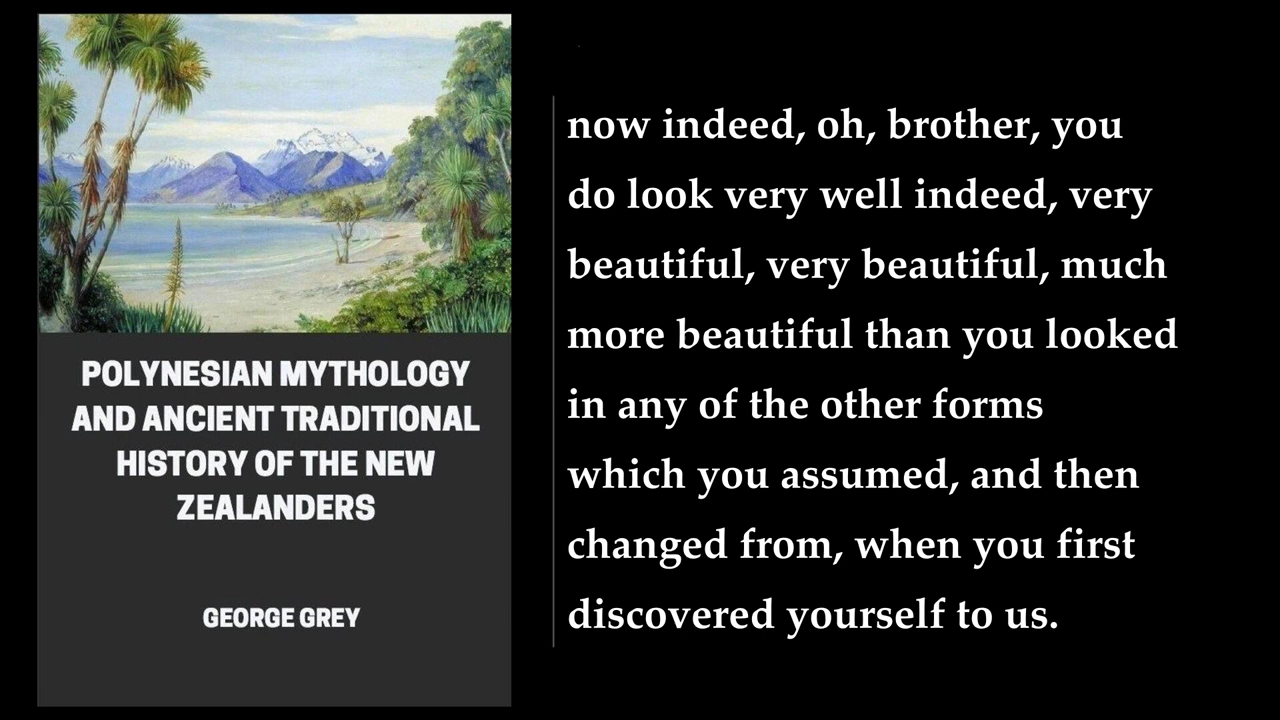 POLYNESIAN MYTHOLOGY
AND ANCIENT TRADITIONAL
HISTORY OF THE NEW
ZEALANDERS
GEORGE GREY
now indeed, oh, brother, you
do look very well indeed, very
beautiful, very beautiful, much
more beautiful than you looked
in any of the other forms
which you assumed, and then
changed from, when you first
discovered yourself to us.